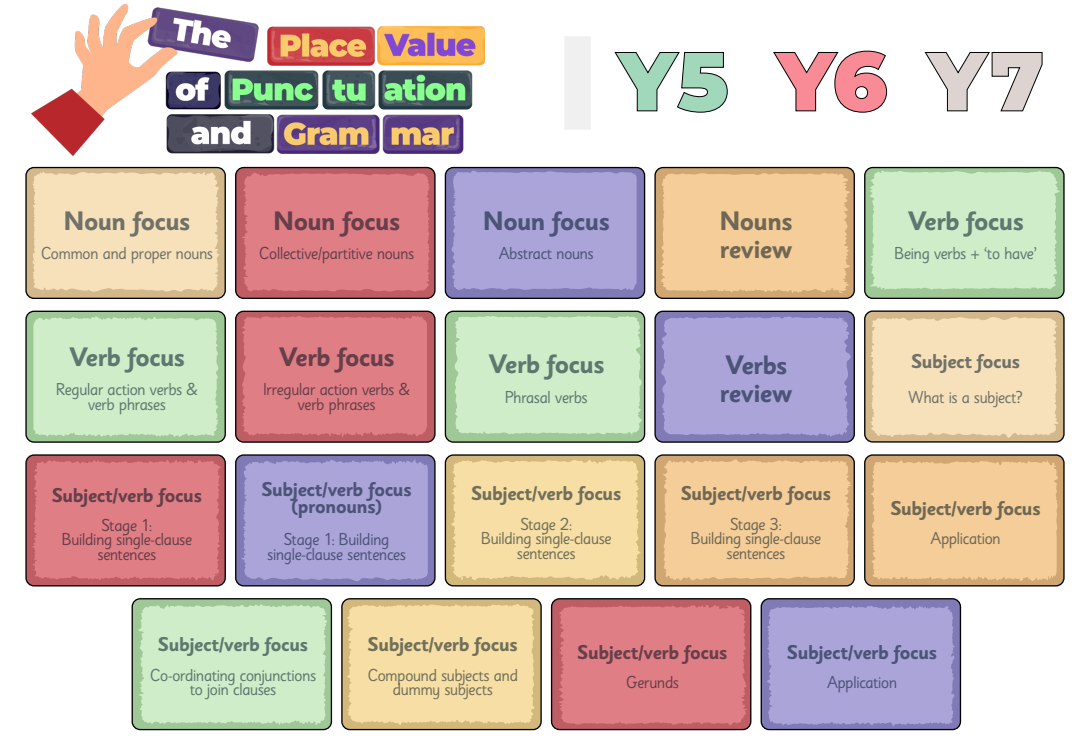 The Place Value
of Punc tu ation
and Gram mar
Y5 Y6 Y7
Noun focus
Common and proper nouns
Noun focus
Collective/partitive nouns
Noun focus
Abstract nouns
Nouns
review
Verb focus
Being verbs + ‘to have’
Verb focus
Regular action verbs &
verb phrases
Verb focus
Irregular action verbs &
verb phrases
Verb focus
Phrasal verbs
Verbs
review
Subject focus
What is a subject?
Subject/verb focus
Stage 1:
Building single-clause
sentences
Subject/verb focus
(pronouns)
Stage 1: Building
single-clause sentences
Subject/verb focus
Stage 2:
Building single-clause
sentences
Subject/verb focus
Stage 3:
Building single-clause
sentences
Subject/verb focus
Application
Subject/verb focus
Co-ordinating conjunctions
to join clauses
Subject/verb focus
Compound subjects and
dummy subjects
Subject/verb focus
Gerunds
Subject/verb focus
Application